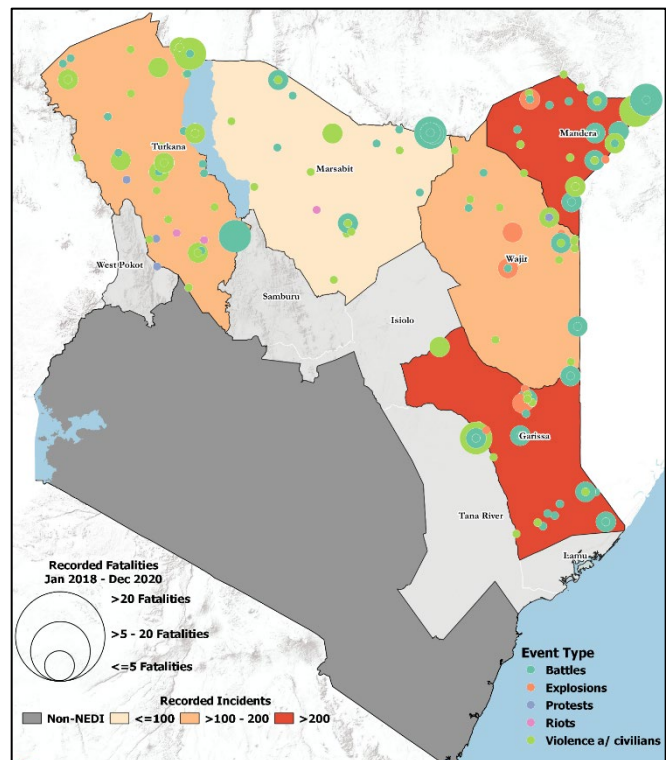 Mandera
Turkana
Marsabit
Wajir
West Pokot
Samburu
Isiolo
Garissa
Tana River
Lamu
Recorded Fatalities
Jan 2018 - Dec 2020
>20 Fatalities
>5 - 20 Fatalities
<=5 Fatalities
Recorded Incidents
Non-NEDI
<=100
>100 - 200
>200
Event Type
Battles
Explosions
Protests
Riots
Violence a/ civilians